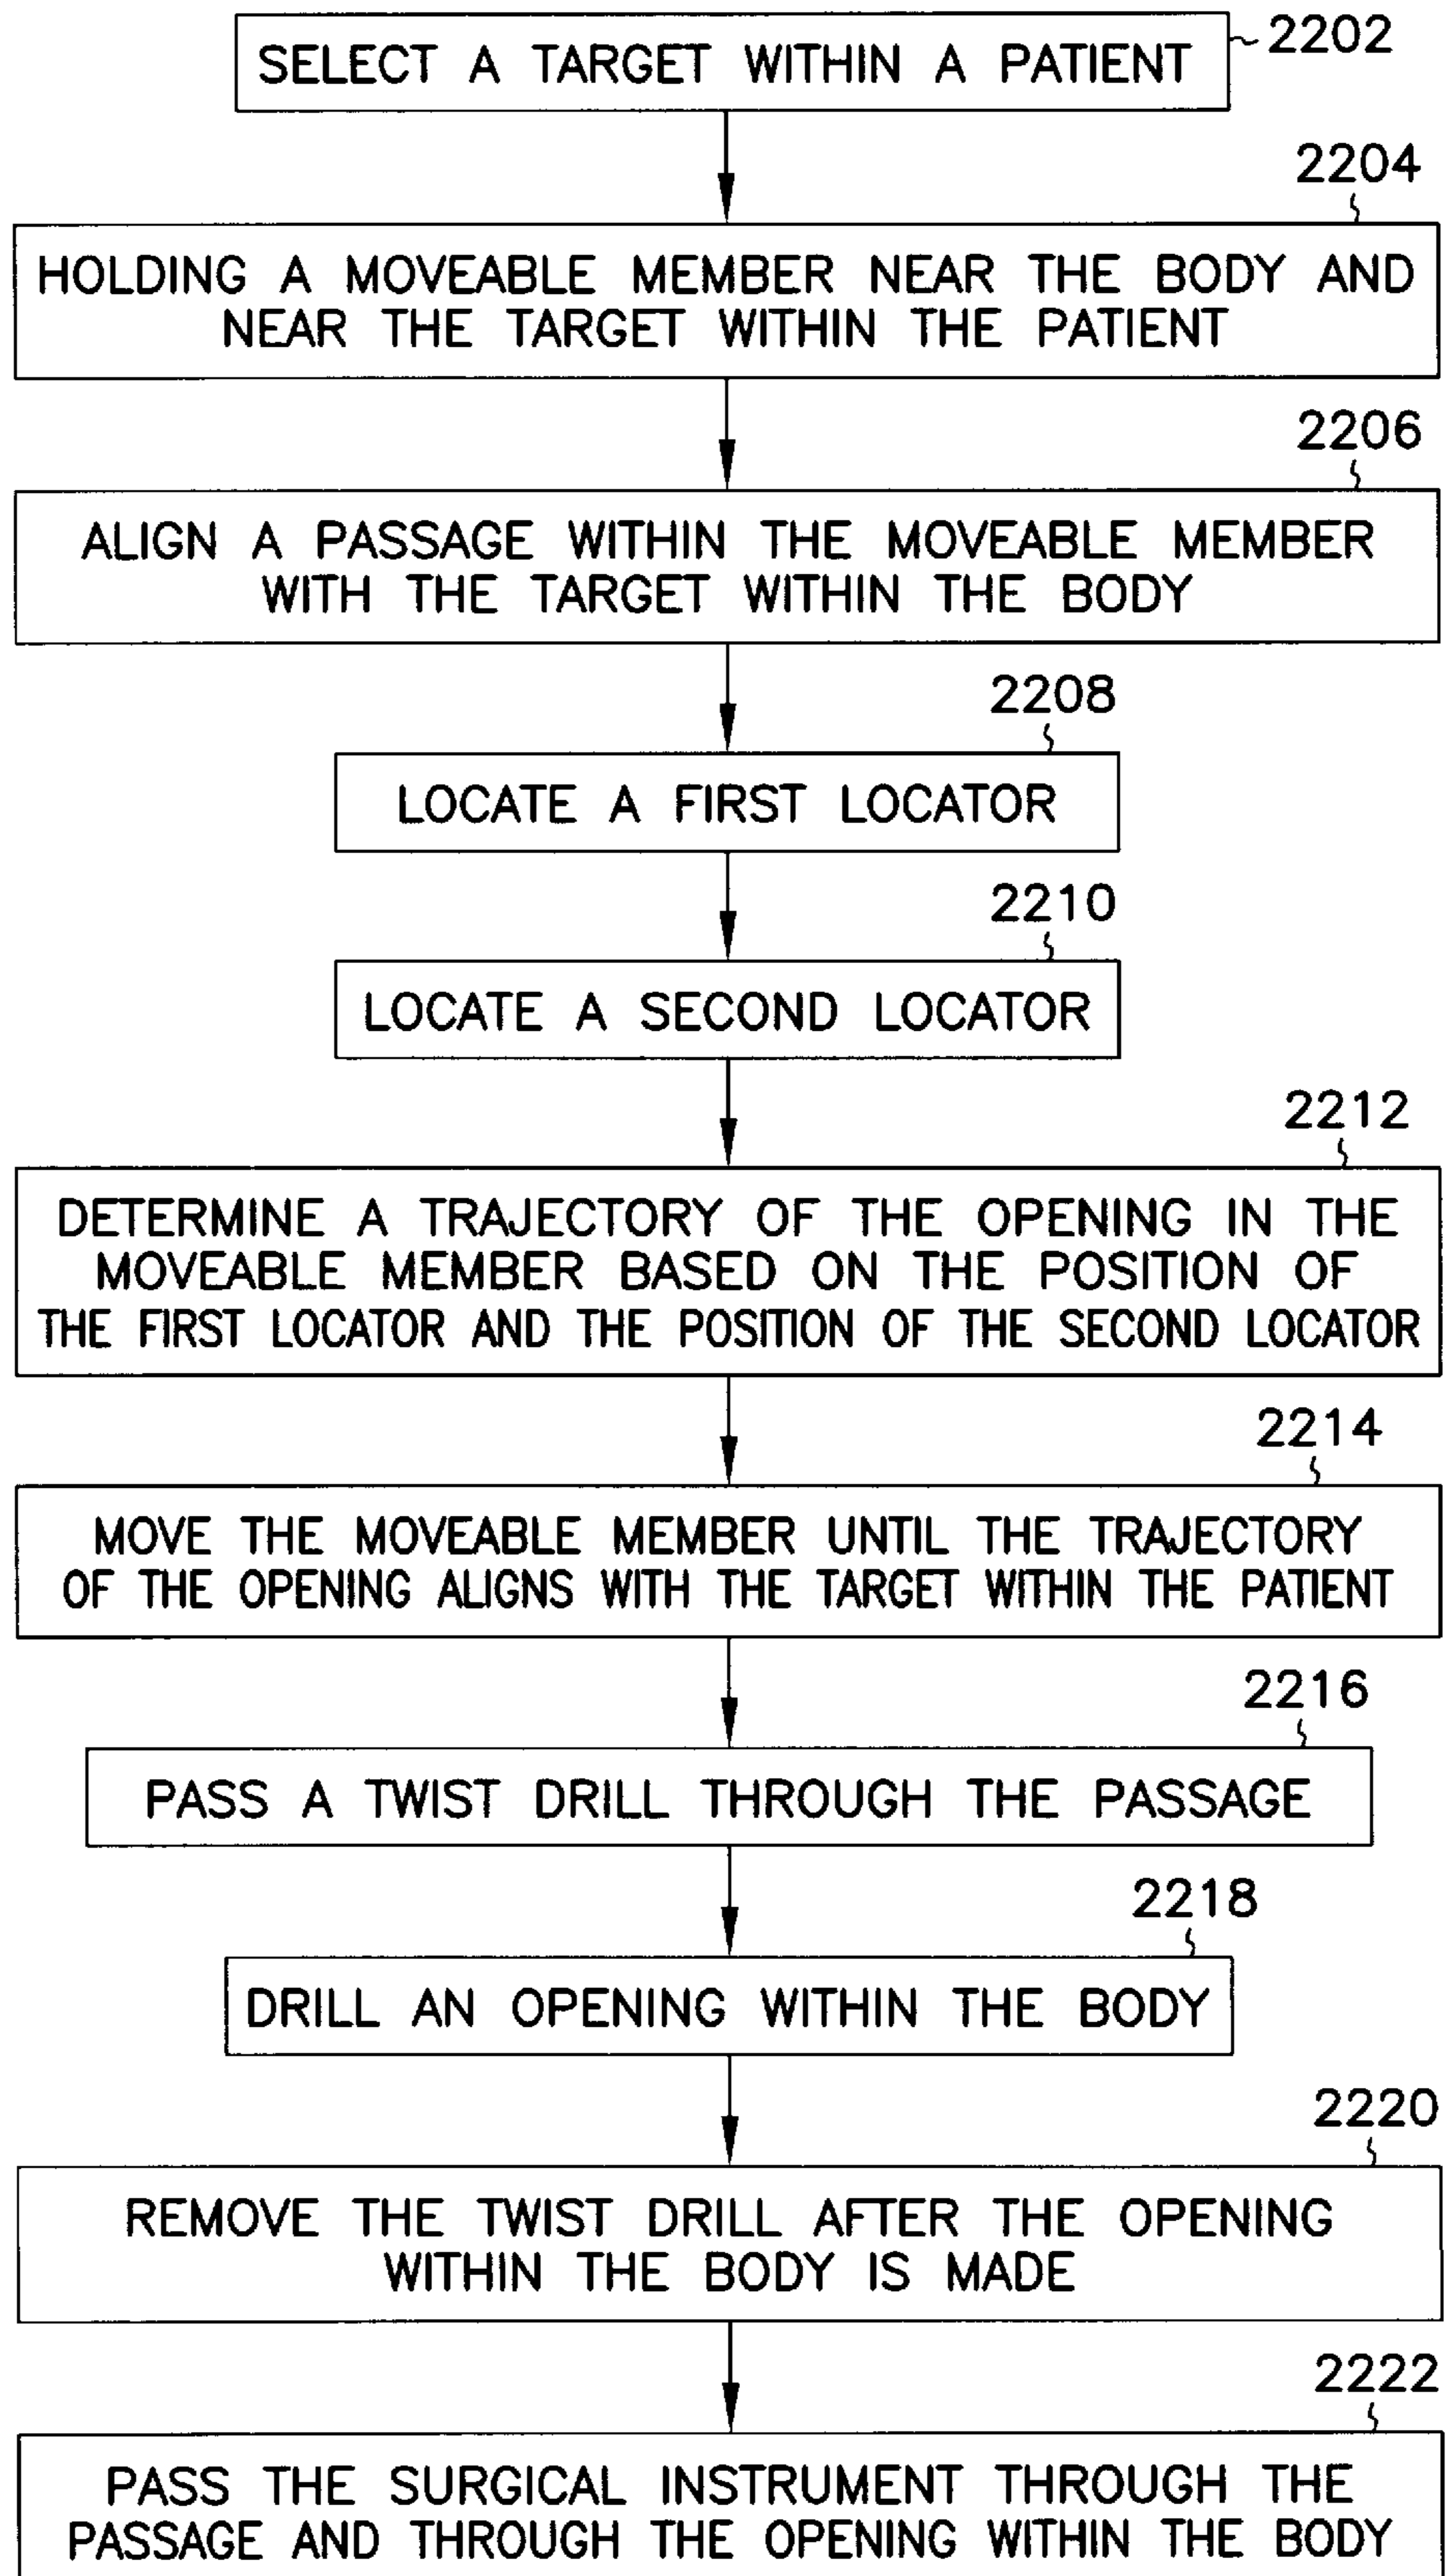 SELECT A TARGET WITHIN A PATIENT
2202
2204
HOLDING A MOVEABLE MEMBER NEAR THE BODY AND
NEAR THE TARGET WITHIN THE PATIENT
2206
ALIGN A PASSAGE WITHIN THE MOVEABLE MEMBER
WITH THE TARGET WITHIN THE BODY
2208
LOCATE A FIRST LOCATOR
2210
LOCATE A SECOND LOCATOR
2212
DETERMINE A TRAJECTORY OF THE OPENING IN THE
MOVEABLE MEMBER BASED ON THE POSITION OF
THE FIRST LOCATOR AND THE POSITION OF THE SECOND LOCATOR
2214
MOVE THE MOVEABLE MEMBER UNTIL THE TRAJECTORY
OF THE OPENING ALIGNS WITH THE TARGET WITHIN THE PATIENT
2216
PASS A TWIST DRILL THROUGH THE PASSAGE
2218
DRILL AN OPENING WITHIN THE BODY
2220
REMOVE THE TWIST DRILL AFTER THE OPENING
WITHIN THE BODY IS MADE
2222
PASS THE SURGICAL INSTRUMENT THROUGH THE
PASSAGE AND THROUGH THE OPENING WITHIN THE BODY